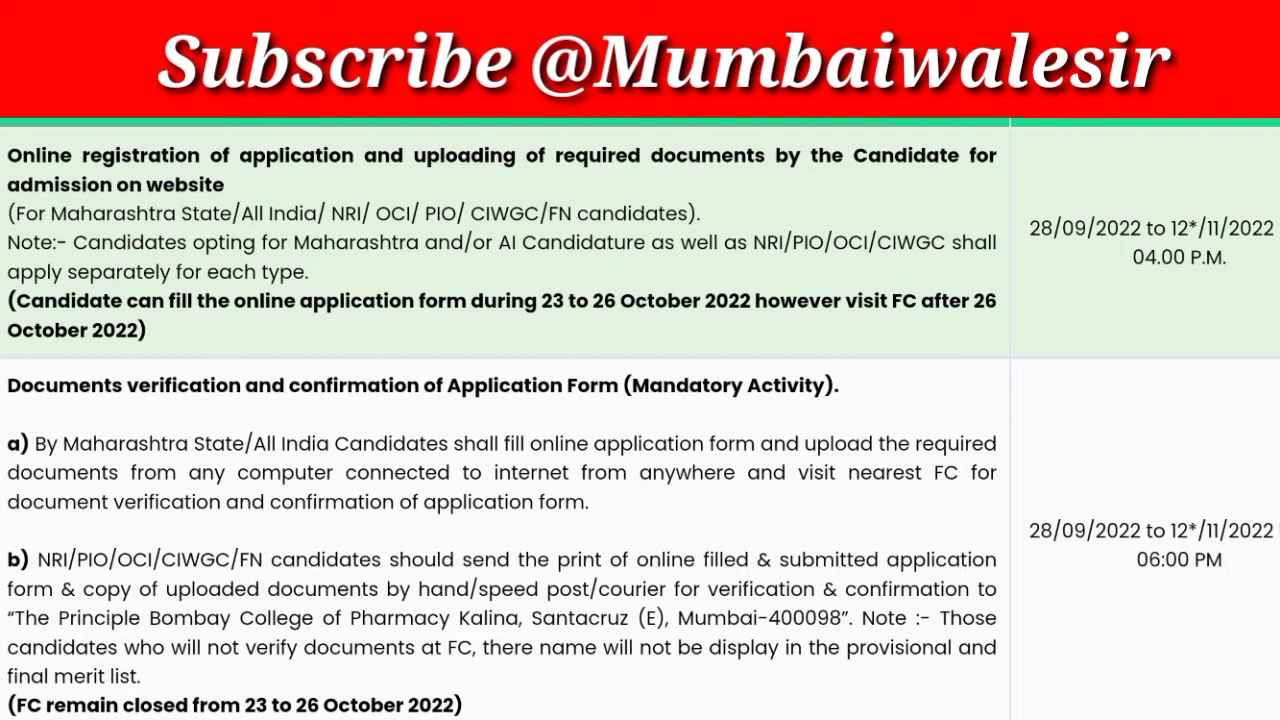 Subscribe @Mumbaiwalesir
Online registration of application and uploading of required documents by the Candidate for
admission on website
(For Maharashtra State/All India/ NRI/ OCI/ PIO/ CIWGC/FN candidates).
Note:- Candidates opting for Maharashtra and/or AI Candidature as well as NRI/PIO/OCI/CIWGC shall
apply separately for each type.
(Candidate can fill the online application form during 23 to 26 October 2022 however visit FC after 26
October 2022)
28/09/2022 to 12*/11/2022
04.00 P.M.
Documents verification and confirmation of Application Form (Mandatory Activity).
a) By Maharashtra State/All India Candidates shall fill online application form and upload the required
documents from any computer connected to internet from anywhere and visit nearest FC for
document verification and confirmation of application form.
b) NRI/PIO/OCI/CIWGC/FN candidates should send the print of online filled & submitted application
form & copy of uploaded documents by hand/speed post/courier for verification & confirmation to
“The Principle Bombay College of Pharmacy Kalina, Santacruz (E), Mumbai-400098”. Note :- Those
candidates who will not verify documents at FC, there name will not be display in the provisional and
final merit list.
(FC remain closed from 23 to 26 October 2022)
28/09/2022 to 12*/11/2022
06:00 PM